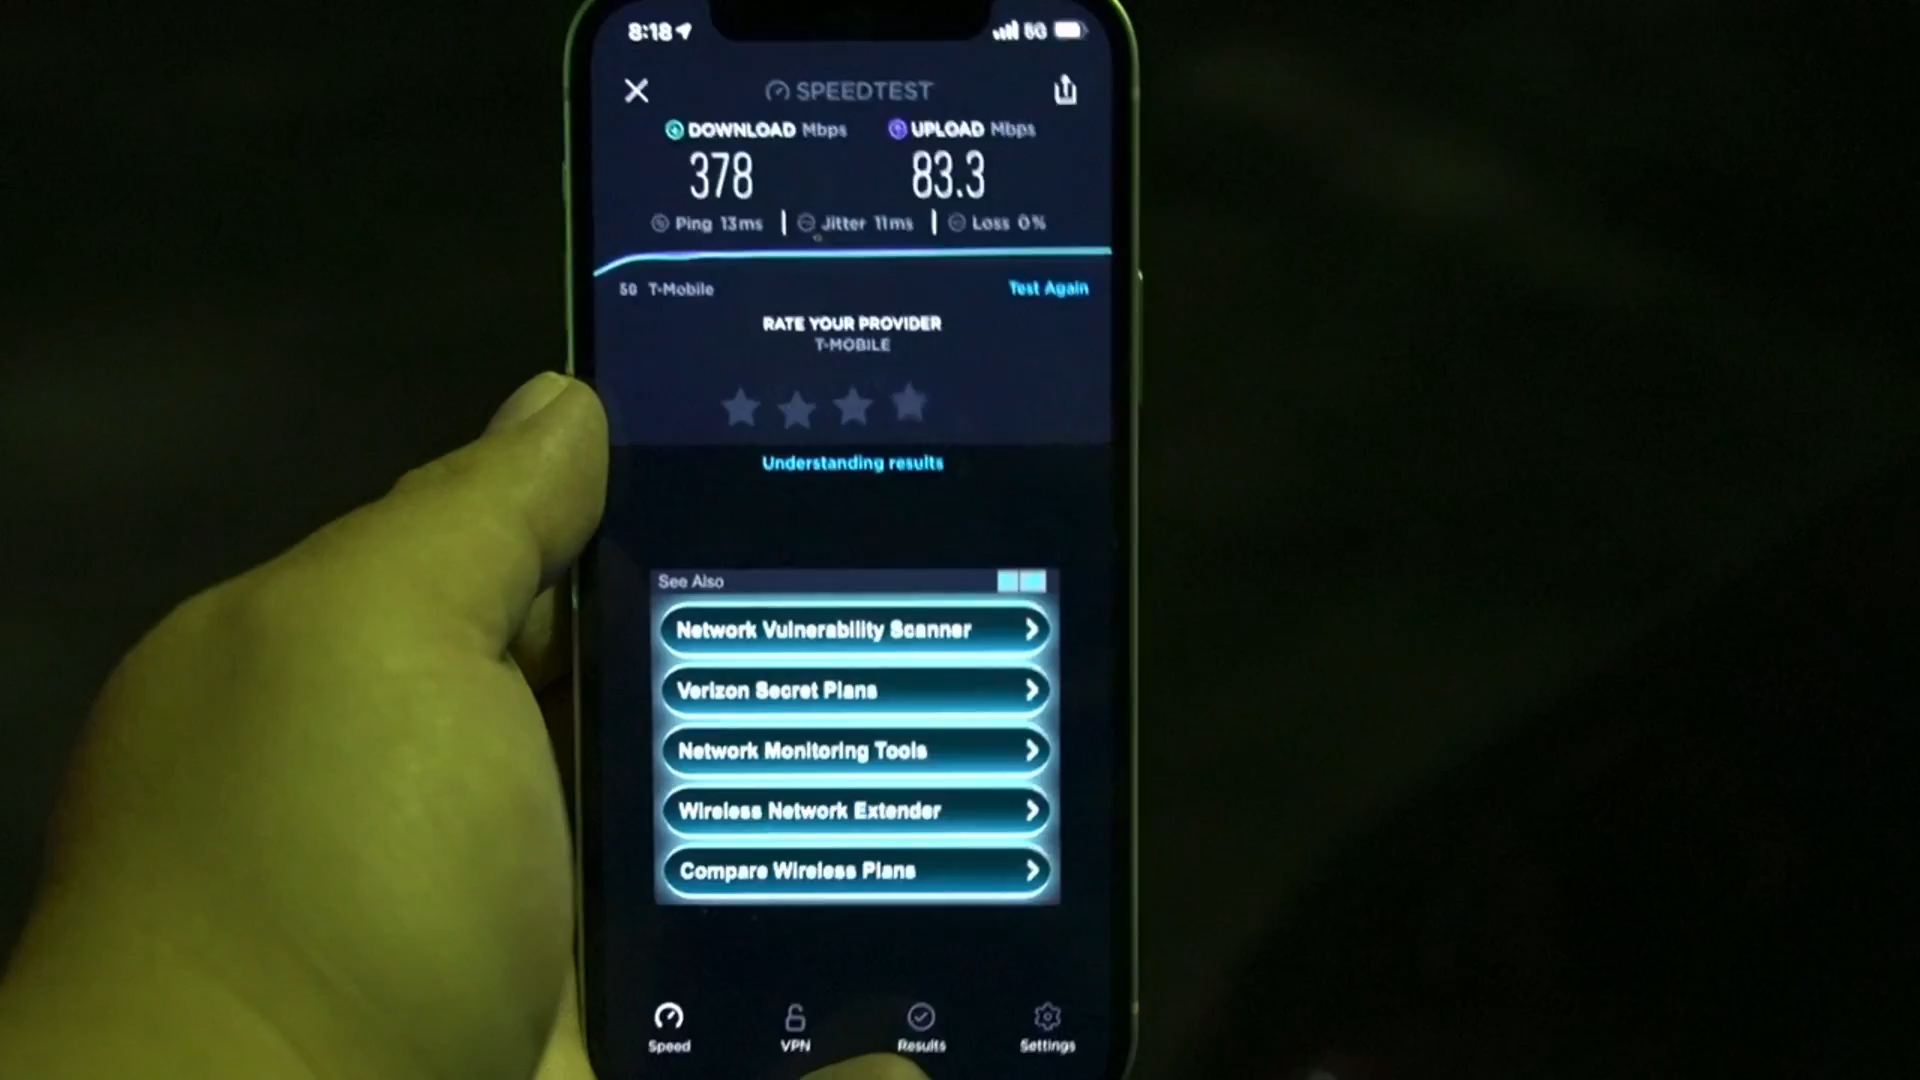 8:18 5G
SPEEDTEST
DOWNLOAD Mbps UPLOAD Mbps
378 83.3
Ping 13ms Jitter 11ms Loss 0%
5G T-Mobile Test Again
RATE YOUR PROVIDER
T-MOBILE
Understanding results
See Also
Network Vulnerability Scanner
Verizon Secret Plans
Network Monitoring Tools
Wireless Network Extender
Compare Wireless Plans
Speed VPN Results Settings